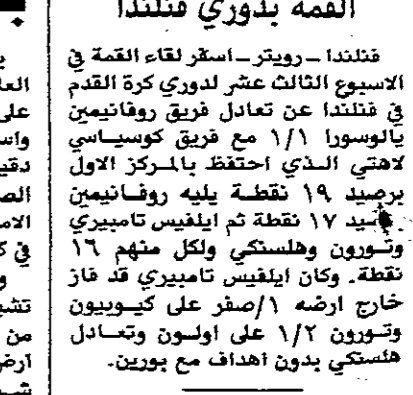 القمة بدوري فنلندا
فنلندا ـ رويتر ـ اسفر لقاء القمة في
الاسبوع الثالث عشر لدوري كرة القدم
في فنلندا عن تعادل فريق روفانيمين
يالوسورا ١/١ مع فريق كوسياسي
لاهتي الذي احتفظ بالمركز الاول
برصيد ١٩ نقطة يليه روفانيمين
١٧ نقطة ثم ايلفيس تامبيري
وتورون وهلسنكي ولكل منهم ١٦
نقطة. وكان ايلفيس تامبيري قد فاز
خارج ارضه ١/صفر على كيوبيون
وتورون ١/٢ على اولون وتعادل
هلسنكي بدون اهداف مع بورين.